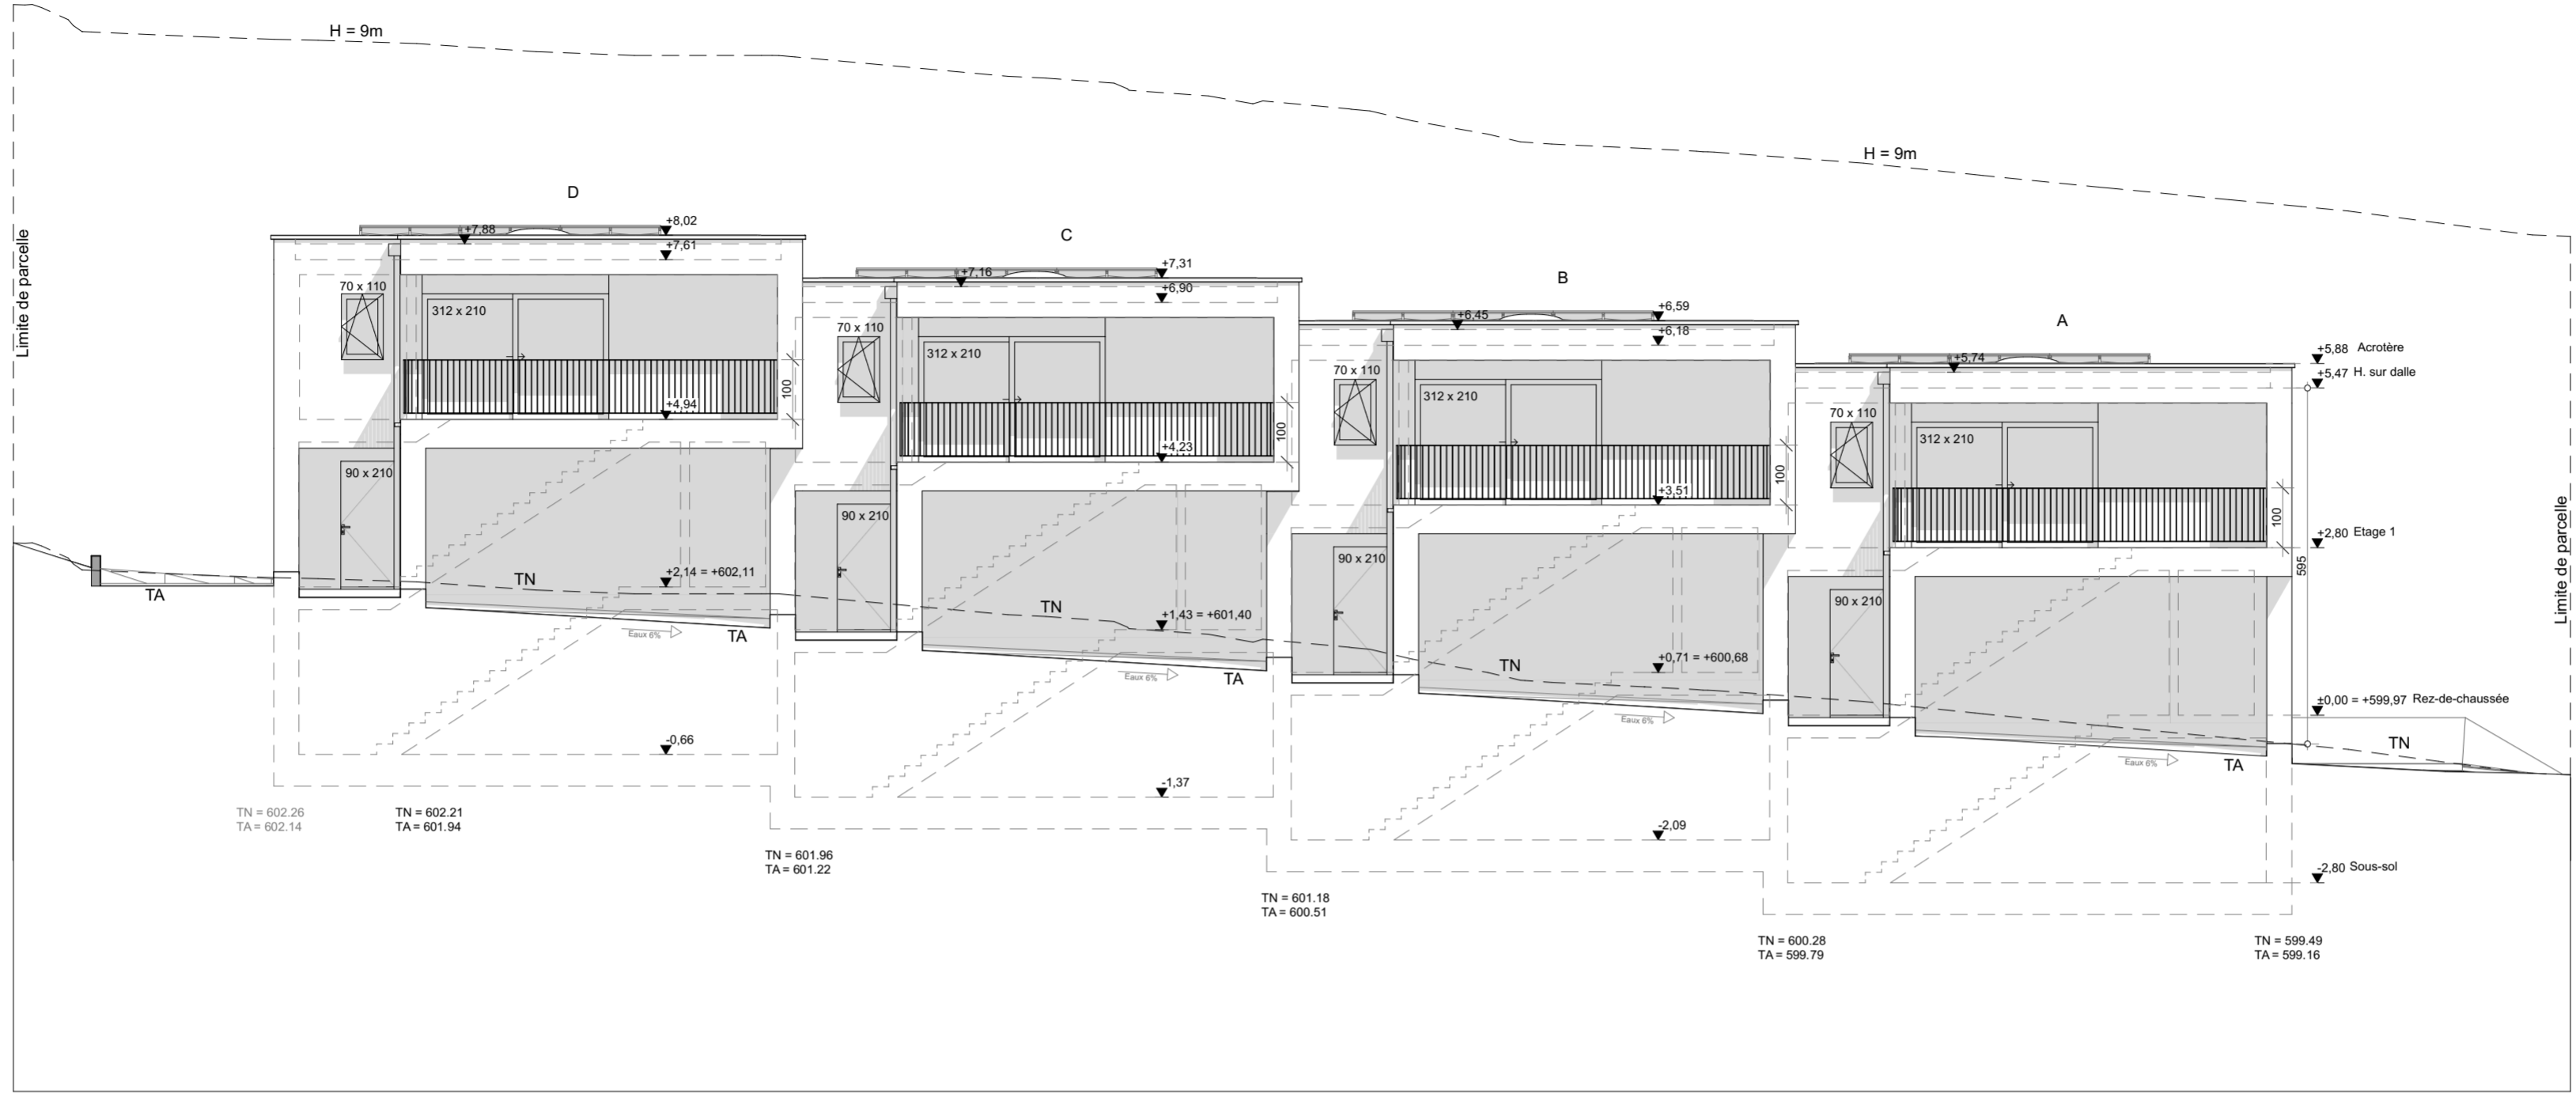 H = 9m
H = 9m
Limite de parcelle
D
+8,02
+7,88
+7,61
70 x 110
312 x 210
100
+4,94
90 x 210
TN
+2,14 = +602,11
TA
TA
Eaux 6%
-0,66
TN = 602.26
TA = 602.14
TN = 602.21
TA = 601.94
C
+7,31
+7,16
+6,90
70 x 110
312 x 210
100
+4,23
90 x 210
TN
+1,43 = +601,40
TA
Eaux 6%
-1,37
TN = 601.96
TA = 601.22
B
+6,59
+6,45
+6,18
70 x 110
312 x 210
100
+3,51
90 x 210
TN
+0,71 = +600,68
Eaux 6%
-2,09
TN = 601.18
TA = 600.51
A
+5,88 Acrotère
+5,74
+5,47 H. sur dalle
70 x 110
312 x 210
100
+2,80 Etage 1
595
90 x 210
±0,00 = +599,97 Rez-de-chaussée
TN
TA
Eaux 6%
-2,80 Sous-sol
TN = 600.28
TA = 599.79
TN = 599.49
TA = 599.16
Limite de parcelle